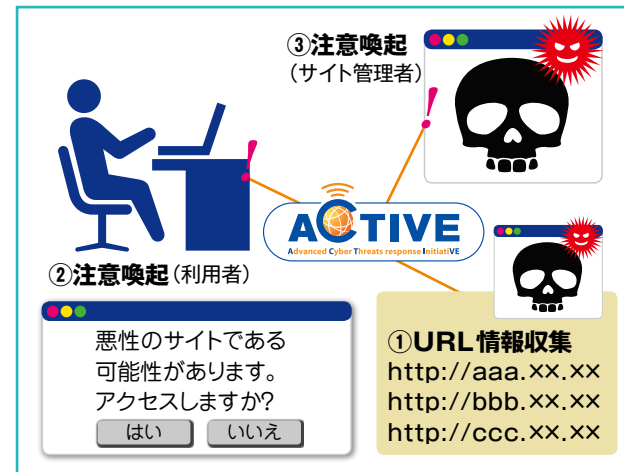 ③注意喚起
（サイト管理者）
!
!
ACTIVE
Advanced Cyber Threats response InitiatiVE
②注意喚起（利用者）
悪性のサイトである
可能性があります。
アクセスしますか?
はい
いいえ
①URL情報収集
http://aaa.××.××
http://bbb.××.××
http://ccc.××.××